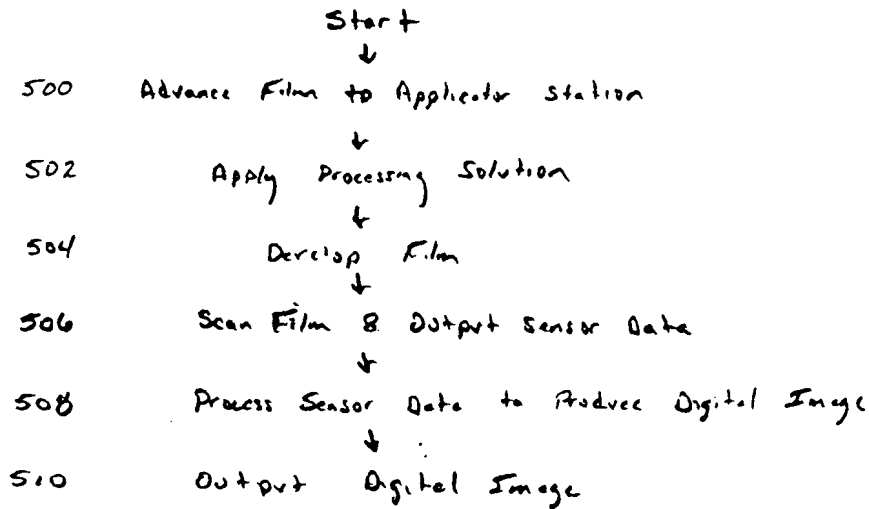 Start
↓
500 Advance Film to Applicator Station
↓
502 Apply Processing Solution
↓
504 Develop Film
↓
506 Scan Film & Output Sensor Data
↓
508 Process Sensor Data to Produce Digital Image
↓
510 Output Digital Image